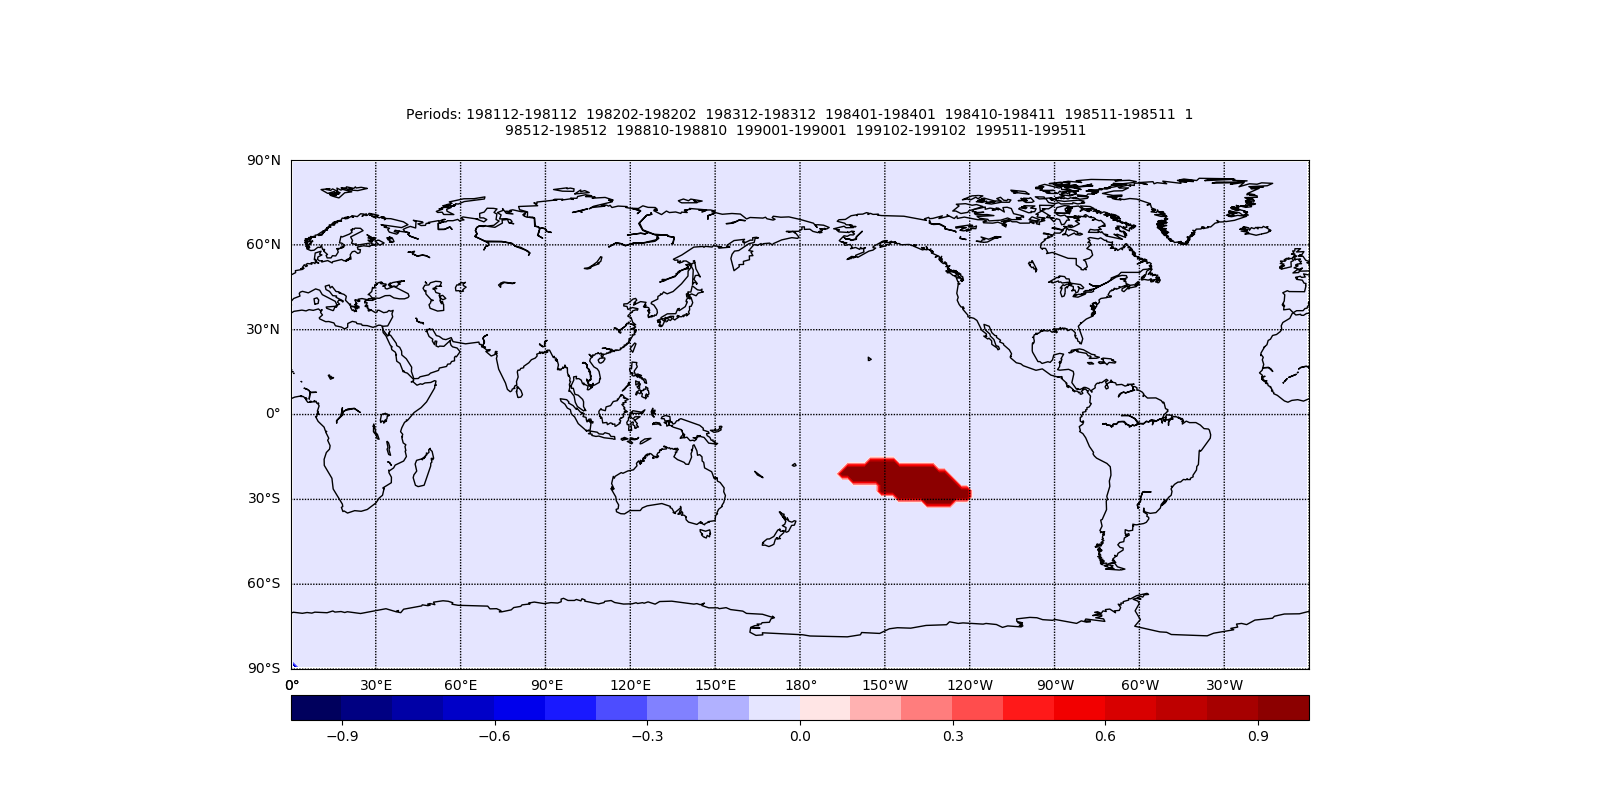 Periods: 198112-198112  198202-198202  198312-198312  198401-198401  198410-198411  198511-198511  1
98512-198512  198810-198810  199001-199001  199102-199102  199511-199511
90°N
60°N
30°N
0°
30°S
60°S
90°S
0° 30°E 60°E 90°E 120°E 150°E 180° 150°W 120°W 90°W 60°W 30°W
−0.9 −0.6 −0.3 0.0 0.3 0.6 0.9